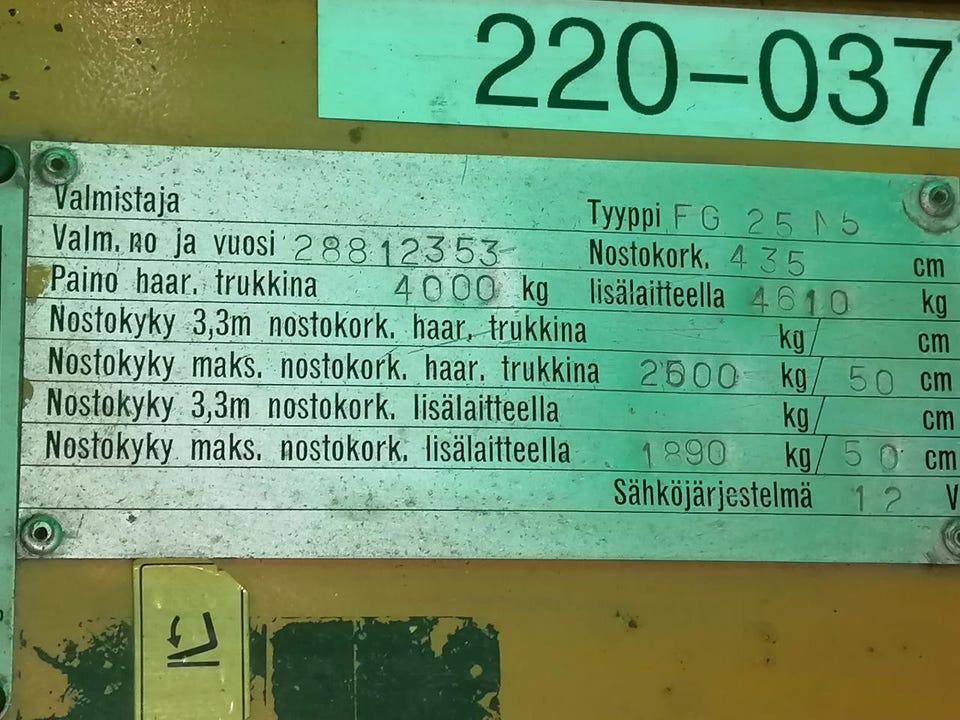 220-037
Valmistaja
Tyyppi FG 25 N5
Valm. no ja vuosi 28812353
Nostokork. 435 cm
Paino haar. trukkina 4000 kg
lisälaitteella 4610 kg
Nostokyky 3,3m nostokork. haar. trukkina kg/ cm
Nostokyky maks. nostokork. haar. trukkina 2500 kg/ 50 cm
Nostokyky 3,3m nostokork. lisälaitteella kg/ cm
Nostokyky maks. nostokork. lisälaitteella 1890 kg/ 50 cm
Sähköjärjestelmä 12 V